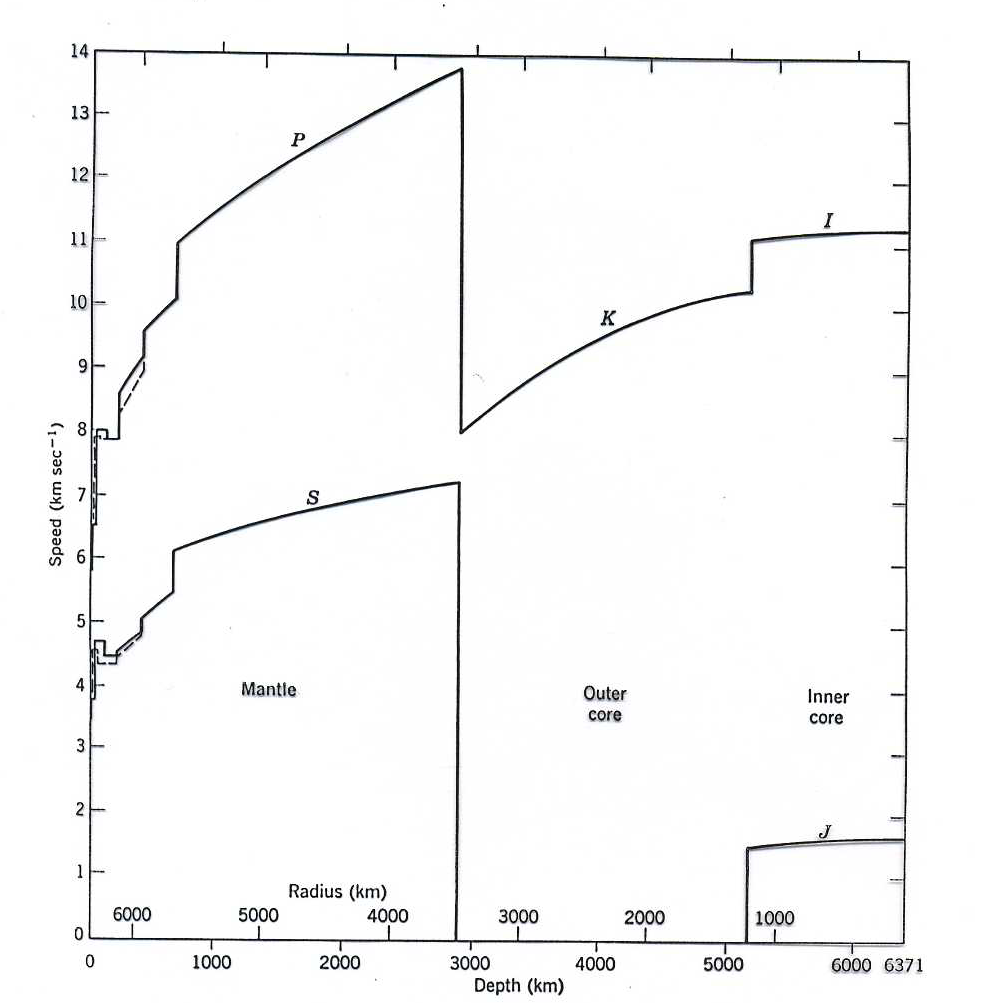 14
13
12
11
10
9
8
7
6
5
4
3
2
1
0
Speed (km sec⁻¹)
P
S
K
I
J
Mantle
Outer
core
Inner
core
Radius (km)
6000 5000 4000 3000 2000 1000
0 1000 2000 3000 4000 5000 6000 6371
Depth (km)